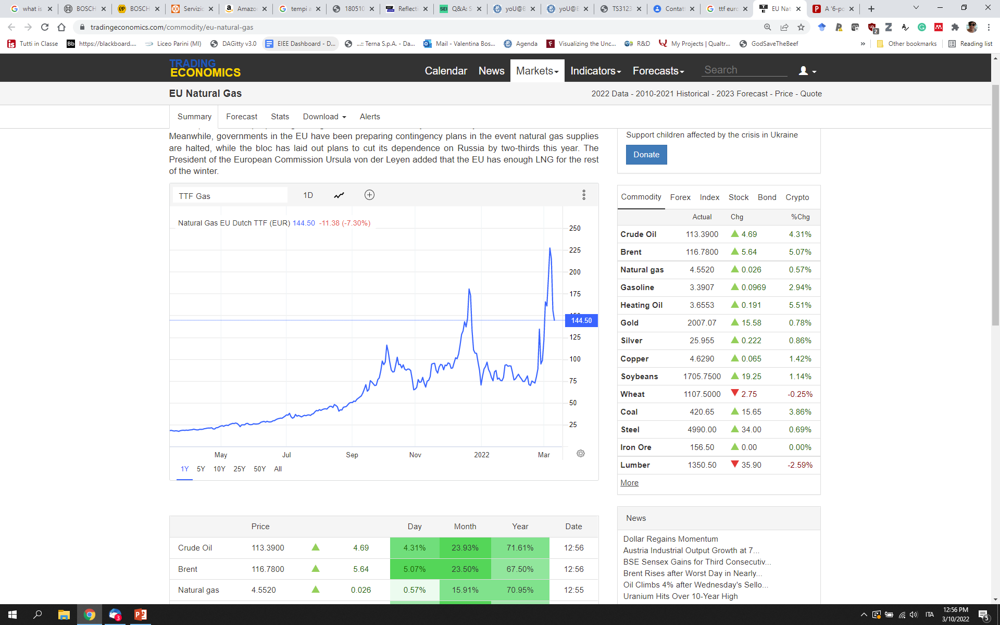 what is
BOSCH
BOSCH
Servizio
Amazo
tempi a
180510
Reflecti
Q&A: S
yoU@B
yoU@B
TS3123
Contatt
ttf euro
EU Nat
A '6-po
tradingeconomics.com/commodity/eu-natural-gas
Tutti in Classe
https://blackboard....
Liceo Parini (MI)
DAGitty v3.0
EIEE Dashboard - D...
...:: Terna S.p.A. - Da...
Mail - Valentina Bos...
Agenda
Visualizing the Unc...
R&D
My Projects | Qualtr...
GodSaveTheBeef
»
Other bookmarks
Reading list
TRADING
ECONOMICS
Calendar News Markets Indicators Forecasts Search
EU Natural Gas
2022 Data - 2010-2021 Historical - 2023 Forecast - Price - Quote
Summary Forecast Stats Download Alerts
Meanwhile, governments in the EU have been preparing contingency plans in the event natural gas supplies
are halted, while the bloc has laid out plans to cut its dependence on Russia by two-thirds this year. The
President of the European Commission Ursula von der Leyen added that the EU has enough LNG for the rest
of the winter.
Support children affected by the crisis in Ukraine
Donate
TTF Gas 1D
Natural Gas EU Dutch TTF (EUR) 144.50 -11.38 (-7.30%)
250
225
200
175
144.50
125
100
75
50
25
May Jul Sep Nov 2022 Mar
1Y 5Y 10Y 25Y 50Y All
Commodity Forex Index Stock Bond Crypto
Actual Chg %Chg
Crude Oil 113.3900 4.69 4.31%
Brent 116.7800 5.64 5.07%
Natural gas 4.5520 0.026 0.57%
Gasoline 3.3907 0.0969 2.94%
Heating Oil 3.6553 0.191 5.51%
Gold 2007.07 15.58 0.78%
Silver 25.955 0.222 0.86%
Copper 4.6290 0.065 1.42%
Soybeans 1705.7500 19.25 1.14%
Wheat 1107.5000 2.75 -0.25%
Coal 420.65 15.65 3.86%
Steel 4990.00 34.00 0.69%
Iron Ore 156.50 0.00 0.00%
Lumber 1350.50 35.90 -2.59%
More
Price Day Month Year Date
Crude Oil 113.3900 4.69 4.31% 23.93% 71.61% 12:56
Brent 116.7800 5.64 5.07% 23.50% 67.50% 12:56
Natural gas 4.5520 0.026 0.57% 15.91% 70.95% 12:55
News
Dollar Regains Momentum
Austria Industrial Output Growth at 7...
BSE Sensex Gains for Third Consecutiv...
Brent Rises after Worst Day in Nearly...
Oil Climbs 4% after Wednesday's Sello...
Uranium Hits Over 10-Year High
3
ITA
12:56 PM
3/10/2022
5